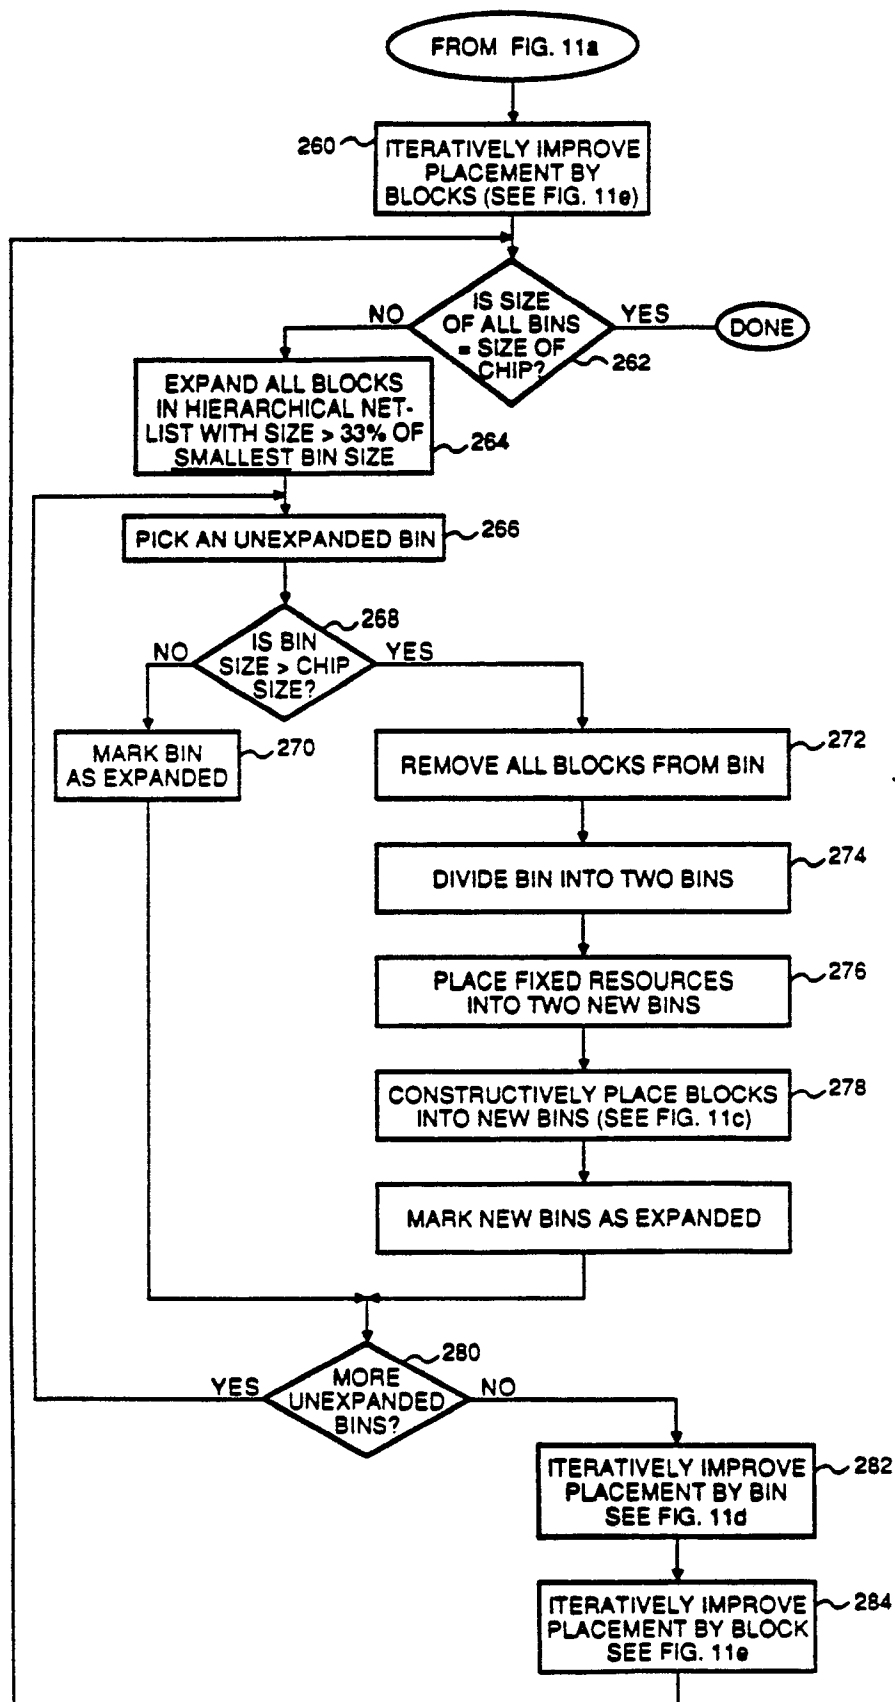 FROM FIG. 11a
260
ITERATIVELY IMPROVE
PLACEMENT BY
BLOCKS (SEE FIG. 11e)
NO
IS SIZE
OF ALL BINS
= SIZE OF
CHIP?
YES
DONE
262
EXPAND ALL BLOCKS
IN HIERARCHICAL NET-
LIST WITH SIZE > 33% OF
SMALLEST BIN SIZE
264
PICK AN UNEXPANDED BIN
266
268
NO
IS BIN
SIZE > CHIP
SIZE?
YES
MARK BIN
AS EXPANDED
270
REMOVE ALL BLOCKS FROM BIN
272
DIVIDE BIN INTO TWO BINS
274
PLACE FIXED RESOURCES
INTO TWO NEW BINS
276
CONSTRUCTIVELY PLACE BLOCKS
INTO NEW BINS (SEE FIG. 11c)
278
MARK NEW BINS AS EXPANDED
280
YES
MORE
UNEXPANDED
BINS?
NO
ITERATIVELY IMPROVE
PLACEMENT BY BIN
SEE FIG. 11d
282
ITERATIVELY IMPROVE
PLACEMENT BY BLOCK
SEE FIG. 11e
284